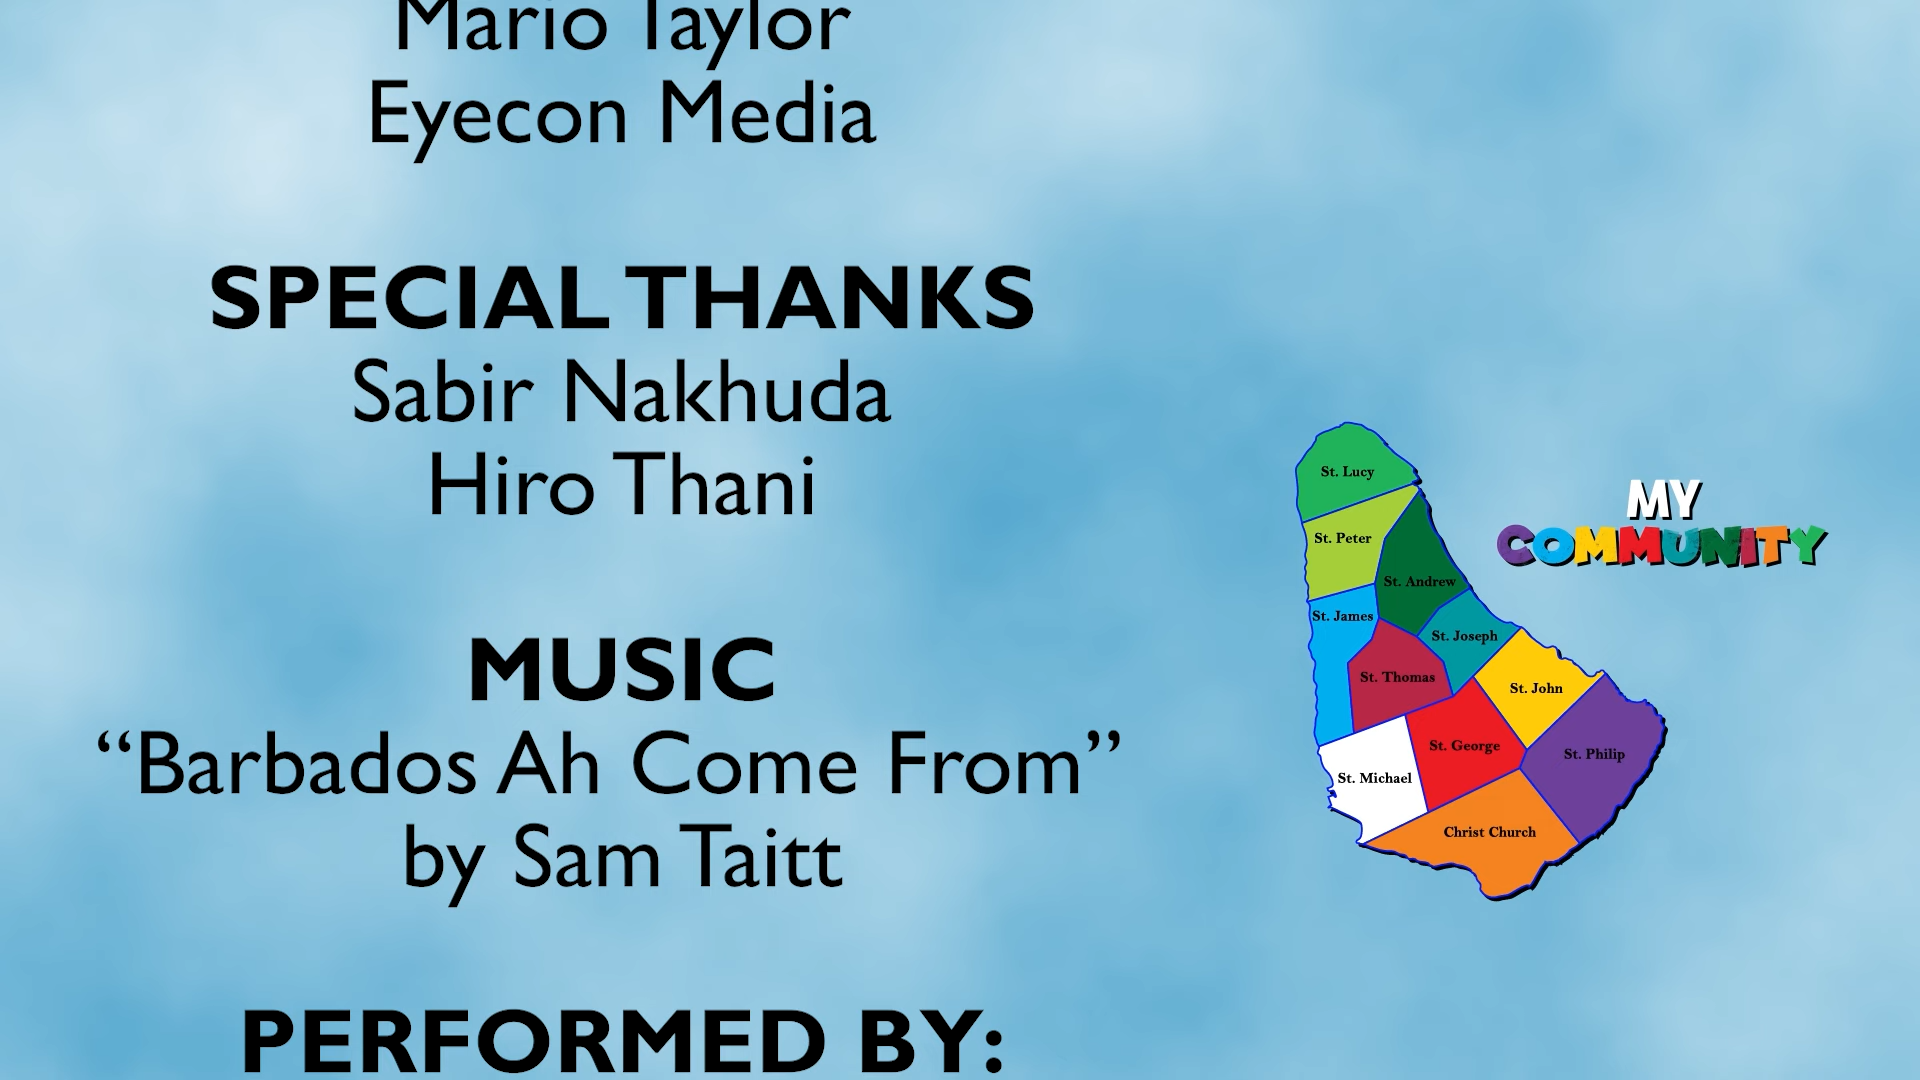 Mario Taylor
Eyecon Media
SPECIAL THANKS
Sabir Nakhuda
Hiro Thani
MUSIC
“Barbados Ah Come From”
by Sam Taitt
PERFORMED BY:
St. Lucy
St. Peter
St. Andrew
St. James
St. Joseph
St. Thomas
St. John
St. George
St. Philip
St. Michael
Christ Church
MY
COMMUNITY